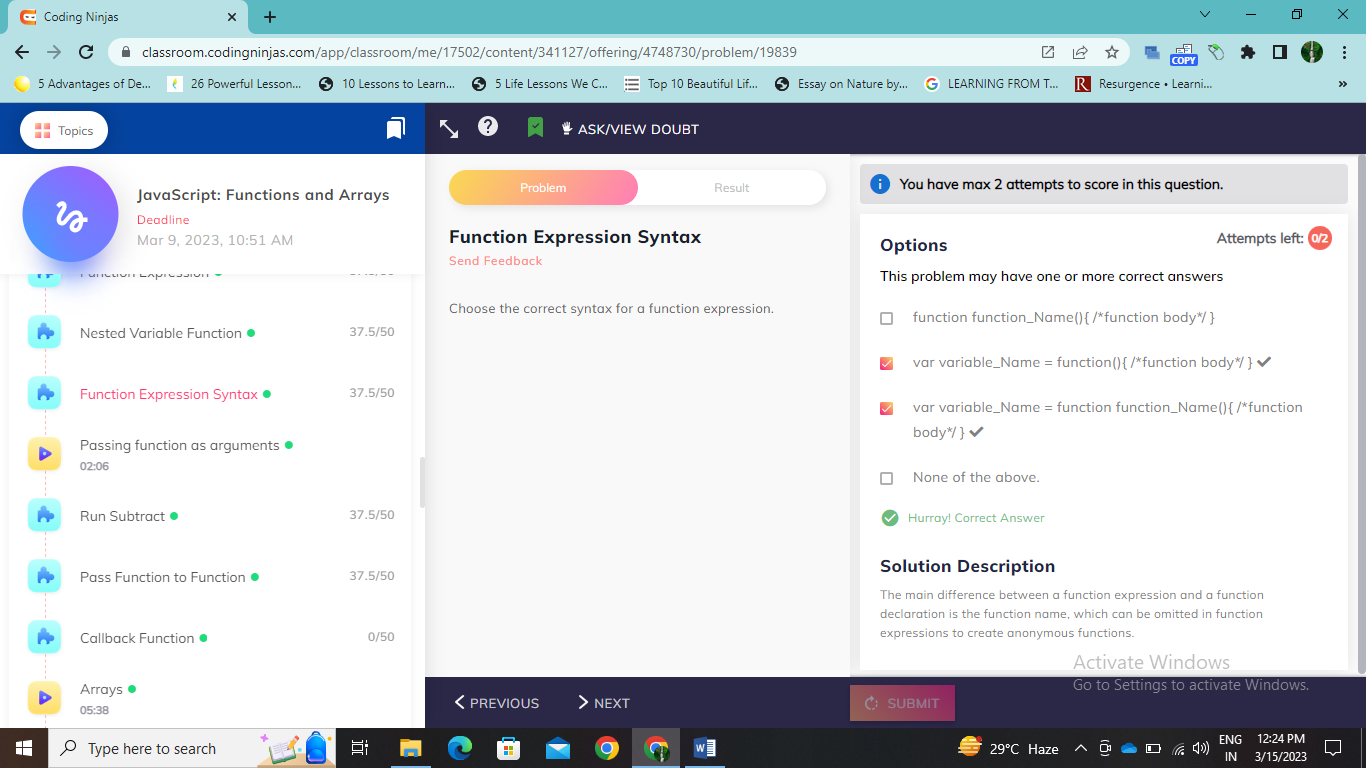 Coding Ninjas
classroom.codingninjas.com/app/classroom/me/17502/content/341127/offering/4748730/problem/19839
COPY
5 Advantages of De...
26 Powerful Lesson...
10 Lessons to Learn...
5 Life Lessons We C...
Top 10 Beautiful Lif...
Essay on Nature by...
LEARNING FROM T...
Resurgence • Learni...
Topics
JavaScript: Functions and Arrays
Deadline
Mar 9, 2023, 10:51 AM
Function Expression 37.5/50
Nested Variable Function 37.5/50
Function Expression Syntax 37.5/50
Passing function as arguments
02:06
Run Subtract 37.5/50
Pass Function to Function 37.5/50
Callback Function 0/50
Arrays
05:38
ASK/VIEW DOUBT
Problem Result
Function Expression Syntax
Send Feedback
Choose the correct syntax for a function expression.
PREVIOUS NEXT
You have max 2 attempts to score in this question.
Options
Attempts left: 0/2
This problem may have one or more correct answers
function function_Name(){ /*function body*/ }
var variable_Name = function(){ /*function body*/ }
var variable_Name = function function_Name(){ /*function
body*/ }
None of the above.
Hurray! Correct Answer
Solution Description
The main difference between a function expression and a function
declaration is the function name, which can be omitted in function
expressions to create anonymous functions.
Activate Windows
Go to Settings to activate Windows.
SUBMIT
Type here to search
29°C Haze
ENG
IN
12:24 PM
3/15/2023